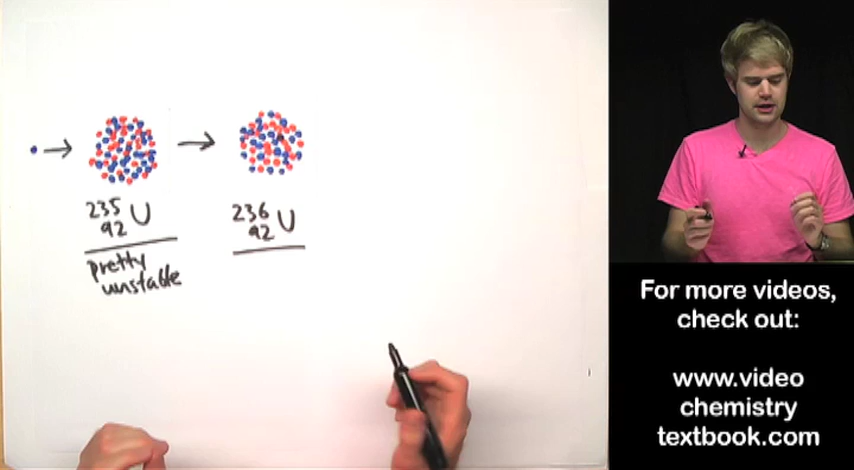 235
92 U
236
92 U
pretty
unstable
For more videos,
check out:
www.video
chemistry
textbook.com